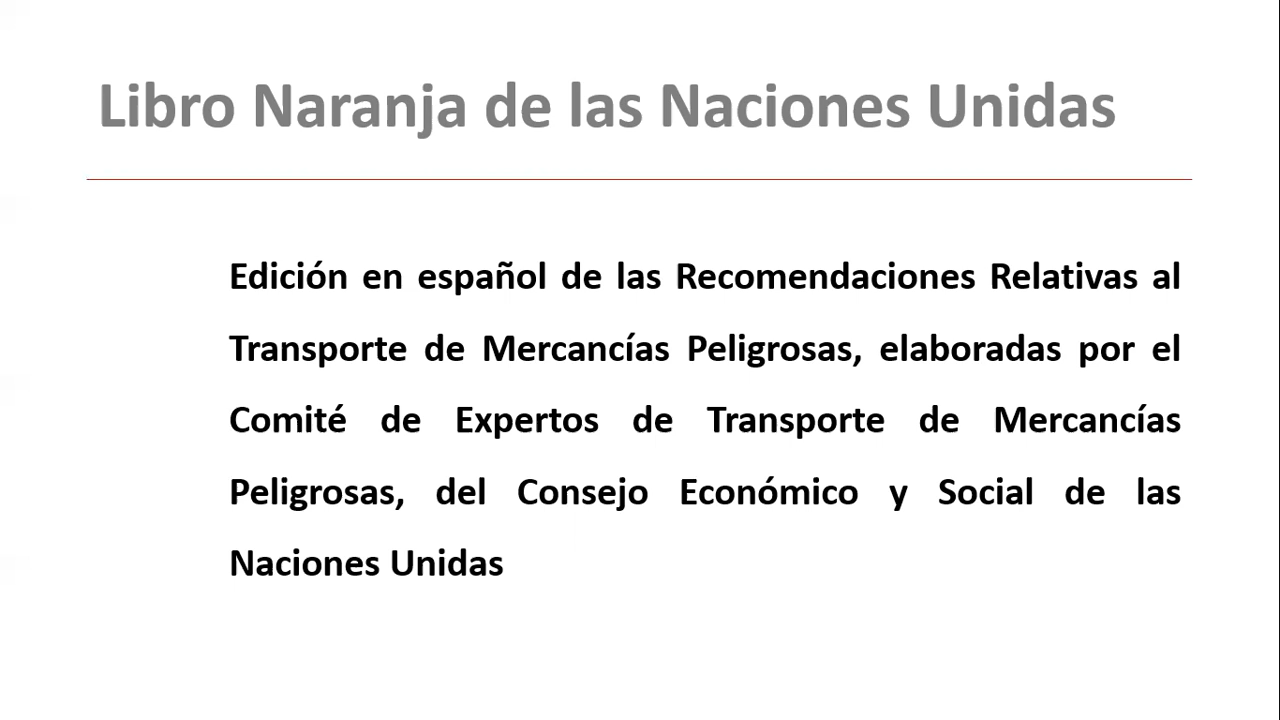 Libro Naranja de las Naciones Unidas
Edición en español de las Recomendaciones Relativas al
Transporte de Mercancías Peligrosas, elaboradas por el
Comité de Expertos de Transporte de Mercancías
Peligrosas, del Consejo Económico y Social de las
Naciones Unidas